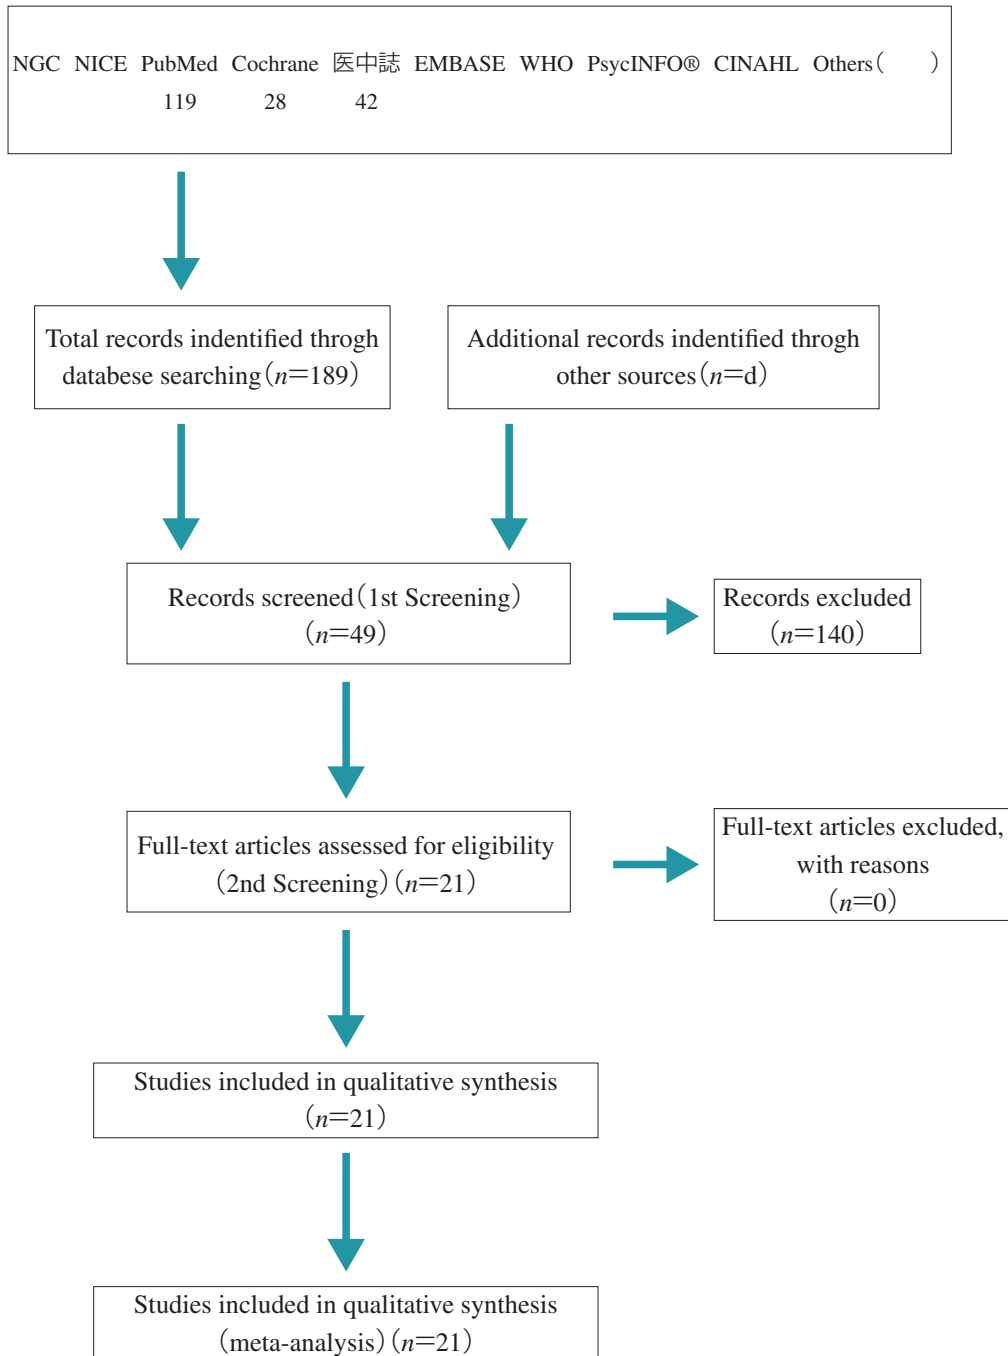 NGC NICE PubMed Cochrane 医中誌 EMBASE WHO PsycINFO® CINAHL Others(　　)
119 28 42
Total records indentified throgh
databese searching(n=189)
Additional records indentified throgh
other sources(n=d)
Records screened(1st Screening)
(n=49)
Records excluded
(n=140)
Full-text articles assessed for eligibility
(2nd Screening)(n=21)
Full-text articles excluded,
with reasons
(n=0)
Studies included in qualitative synthesis
(n=21)
Studies included in qualitative synthesis
(meta-analysis)(n=21)